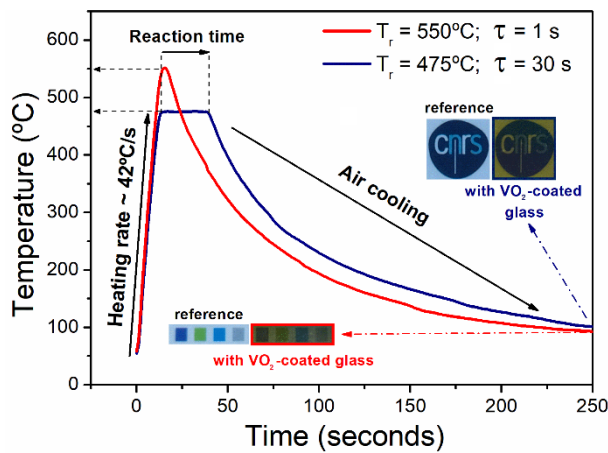 Reaction time
T_r = 550ºC; τ = 1 s
T_r = 475ºC; τ = 30 s
600
500
400
300
200
100
0
Temperature (ºC)
Heating rate ~ 42ºC/s
reference
cnrs
cnrs
with VO₂-coated
glass
Air cooling
reference
with VO₂-coated glass
0
50
100
150
200
250
Time (seconds)